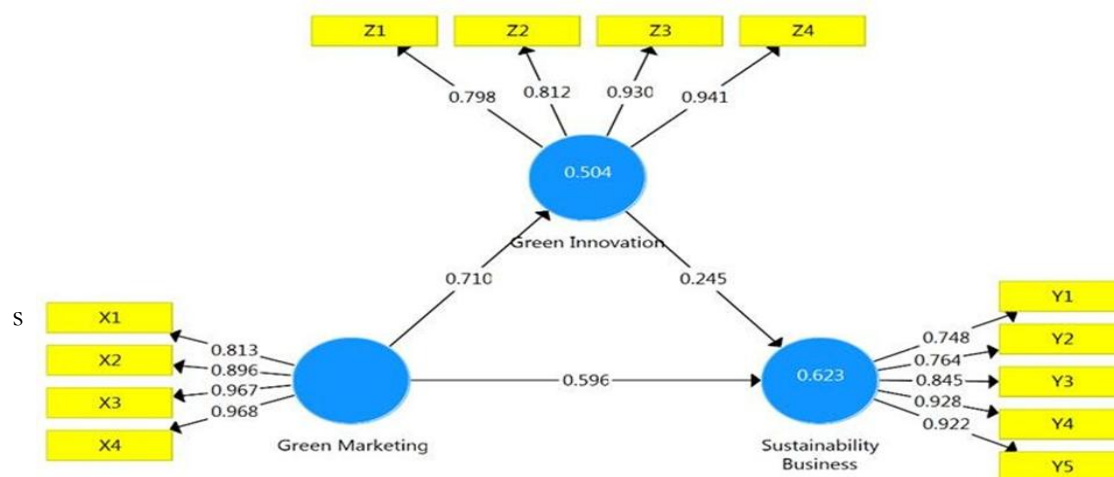 Z1 Z2 Z3 Z4
0.798 0.812 0.930 0.941
0.504
Green Innovation
0.710 0.245
S
X1
X2
X3
X4
0.813
0.896
0.967
0.968
Green Marketing
0.596
0.623
Sustainability
Business
0.748
0.764
0.845
0.928
0.922
Y1
Y2
Y3
Y4
Y5